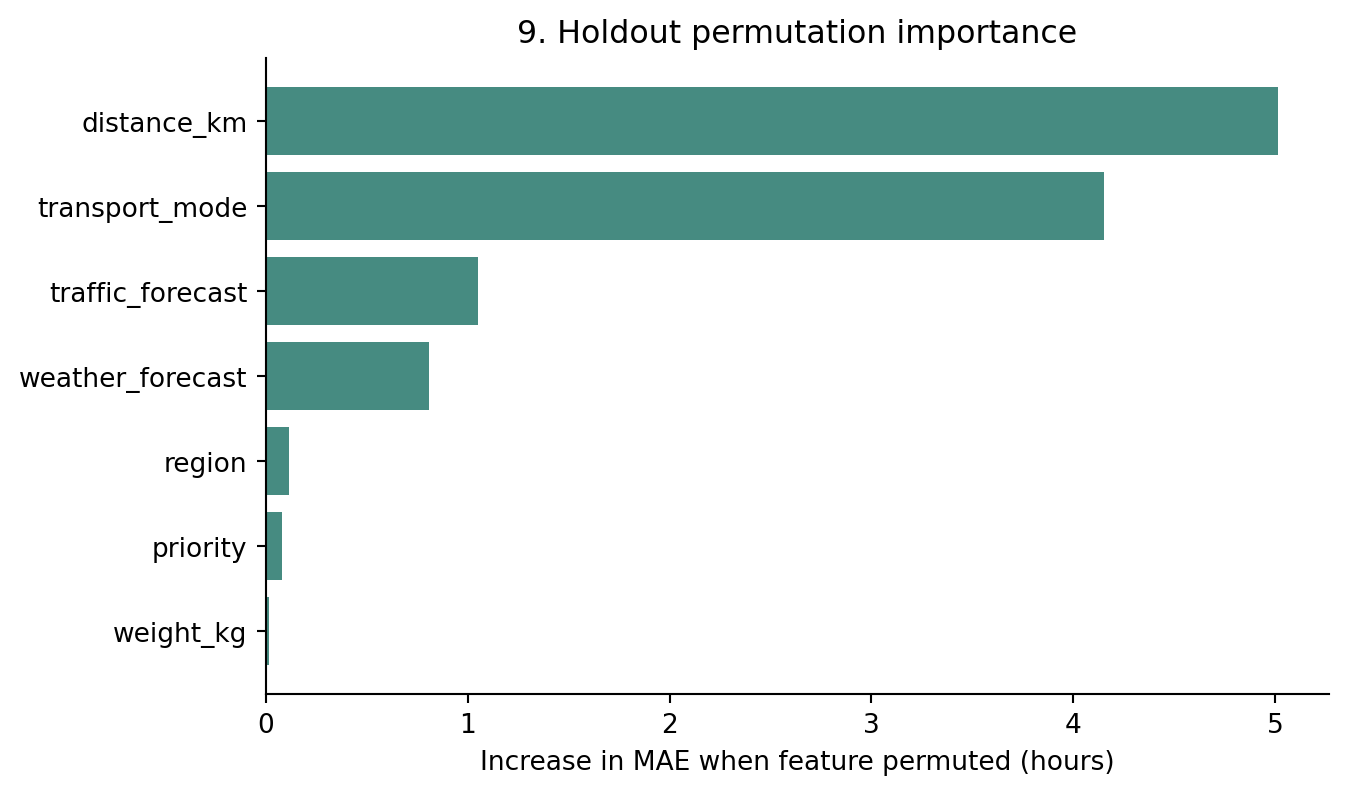 9. Holdout permutation importance
distance_km
transport_mode
traffic_forecast
weather_forecast
region
priority
weight_kg
0 1 2 3 4 5
Increase in MAE when feature permuted (hours)